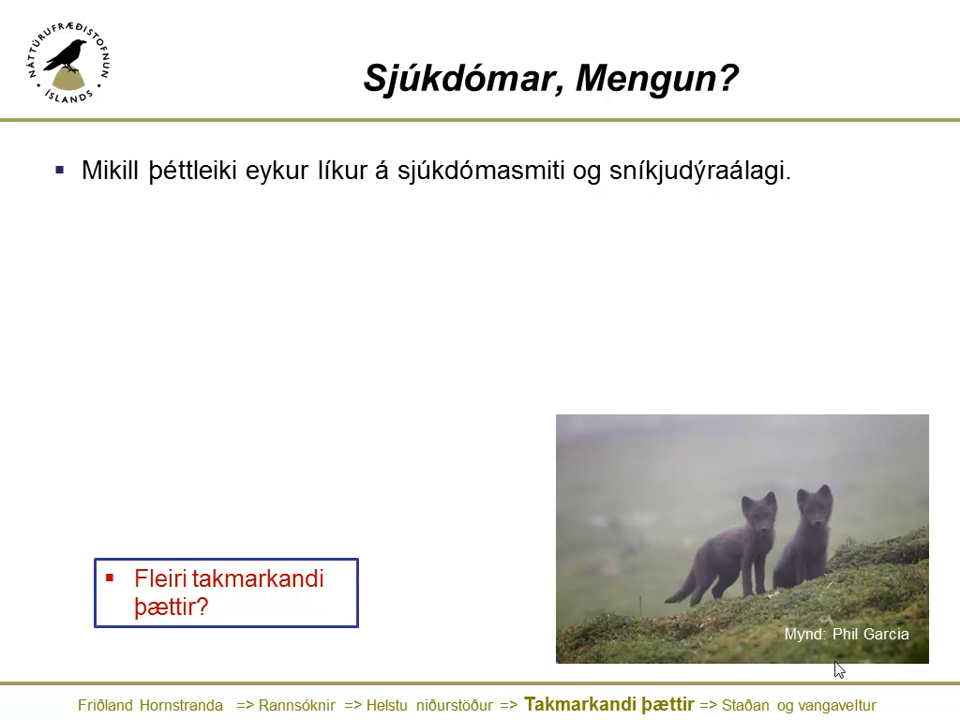 NÁTTÚRUFRÆÐISTOFNUN
• ÍSLANDS •
Sjúkdómar, Mengun?
▪ Mikill þéttleiki eykur líkur á sjúkdómasmiti og sníkjudýraálagi.
▪ Fleiri takmarkandi
þættir?
Mynd: Phil Garcia
Friðland Hornstranda => Rannsóknir => Helstu niðurstöður => Takmarkandi þættir => Staðan og vangaveltur